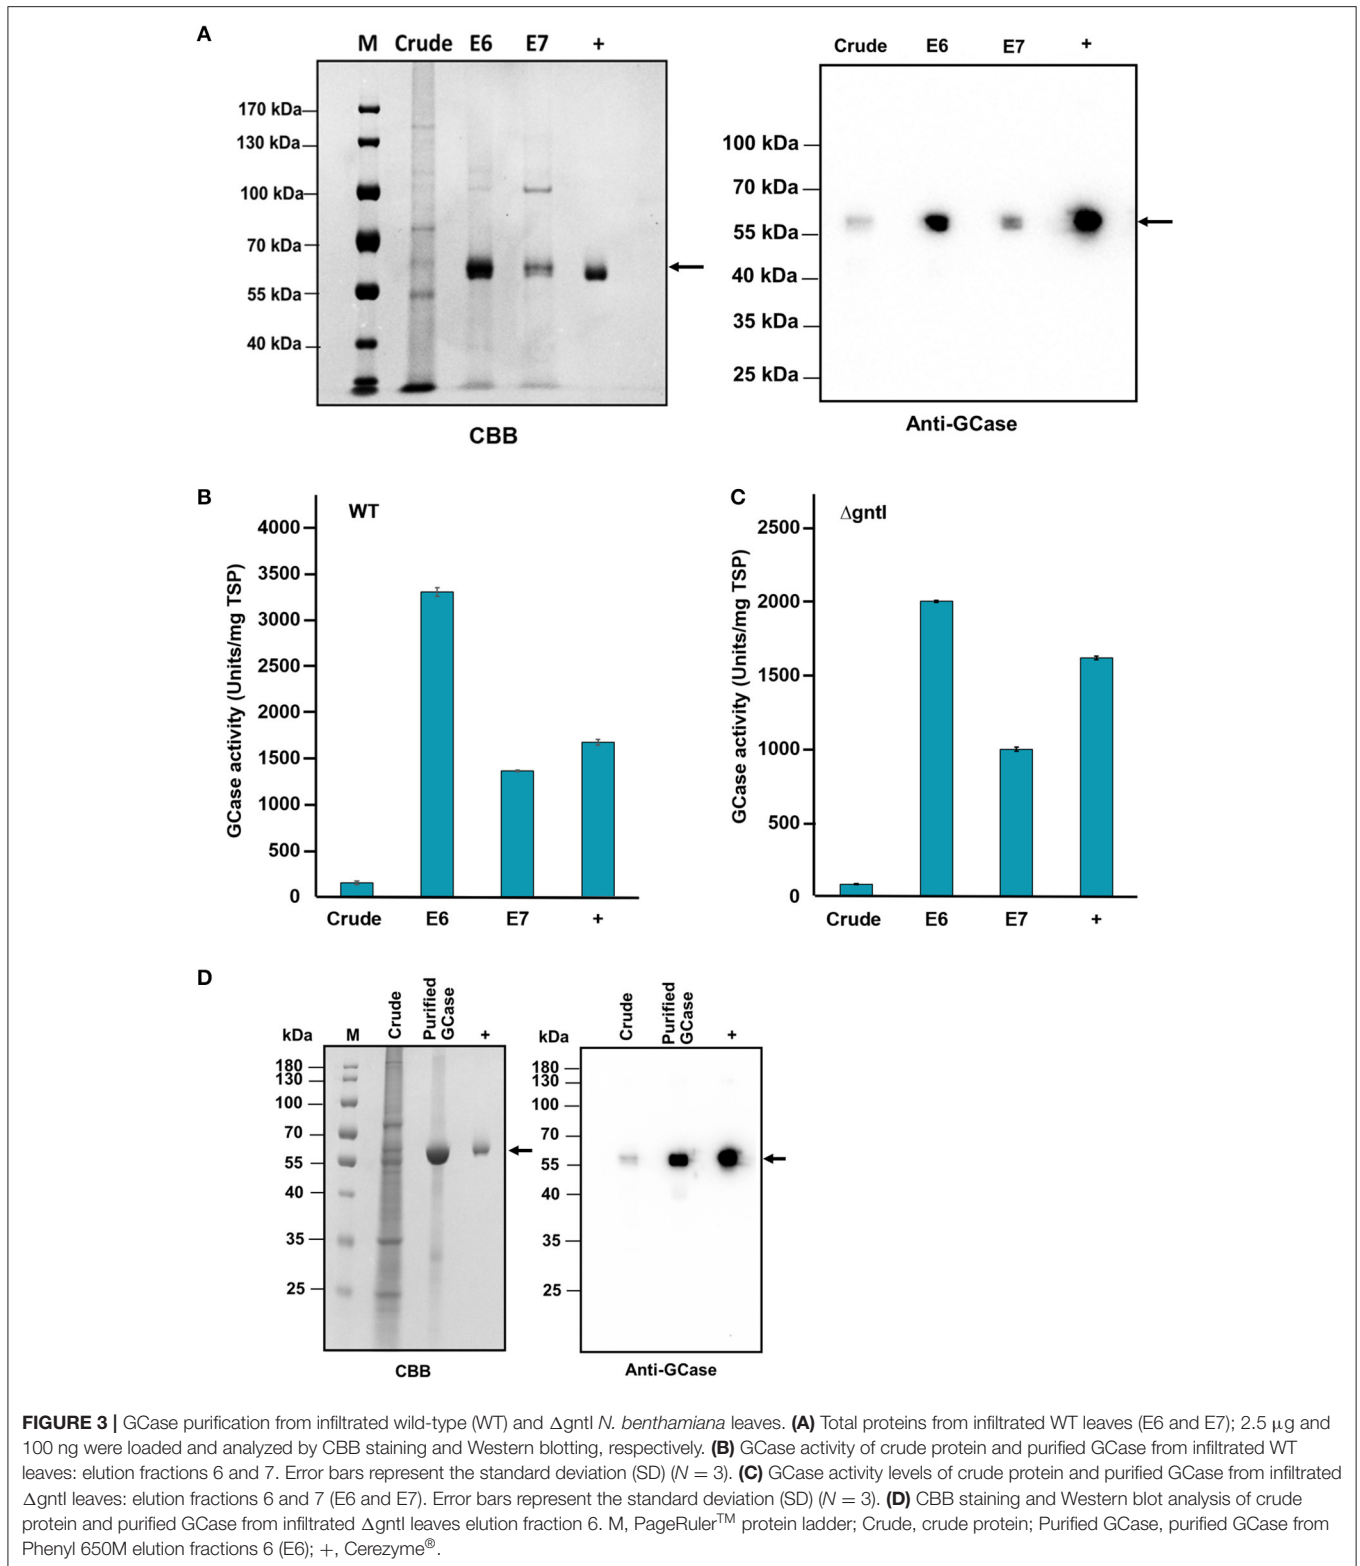 A
M Crude E6 E7 +
170 kDa
130 kDa
100 kDa
70 kDa
55 kDa
40 kDa
CBB
Crude E6 E7 +
100 kDa
70 kDa
55 kDa
40 kDa
35 kDa
25 kDa
Anti-GCase
B
WT
GCase activity (Units/mg TSP)
4000
3500
3000
2500
2000
1500
1000
500
0
Crude E6 E7 +
C
ΔgntI
GCase activity (Units/mg TSP)
2500
2000
1500
1000
500
0
Crude E6 E7 +
D
kDa M Crude Purified GCase +
180
130
100
70
55
40
35
25
CBB
kDa Crude Purified GCase +
180
130
100
70
55
40
35
25
Anti-GCase
FIGURE 3 | GCase purification from infiltrated wild-type (WT) and ΔgntI N. benthamiana leaves. (A) Total proteins from infiltrated WT leaves (E6 and E7); 2.5 μg and
100 ng were loaded and analyzed by CBB staining and Western blotting, respectively. (B) GCase activity of crude protein and purified GCase from infiltrated WT
leaves: elution fractions 6 and 7. Error bars represent the standard deviation (SD) (N = 3). (C) GCase activity levels of crude protein and purified GCase from infiltrated
ΔgntI leaves: elution fractions 6 and 7 (E6 and E7). Error bars represent the standard deviation (SD) (N = 3). (D) CBB staining and Western blot analysis of crude
protein and purified GCase from infiltrated ΔgntI leaves elution fraction 6. M, PageRuler™ protein ladder; Crude, crude protein; Purified GCase, purified GCase from
Phenyl 650M elution fractions 6 (E6); +, Cerezyme®.